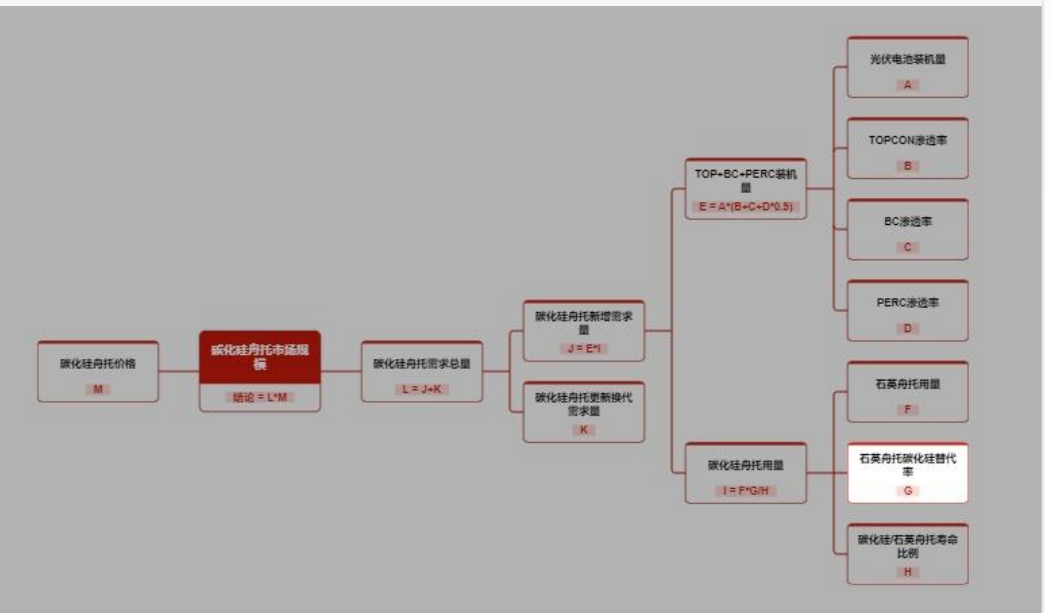 光伏电池装机量
A
TOPCON渗透率
B
TOP+BC+PERC装机
量
E = A*(B+C+D*0.5)
BC渗透率
C
PERC渗透率
D
碳化硅舟托新增需求
量
J = E*I
碳化硅舟托价格
M
碳化硅舟托市场规
模
结论 = L*M
碳化硅舟托需求总量
L = J+K
碳化硅舟托更新换代
需求量
K
石英舟托用量
F
碳化硅舟托用量
I = F*G/H
石英舟托碳化硅替代
率
G
碳化硅/石英舟托寿命
比例
H